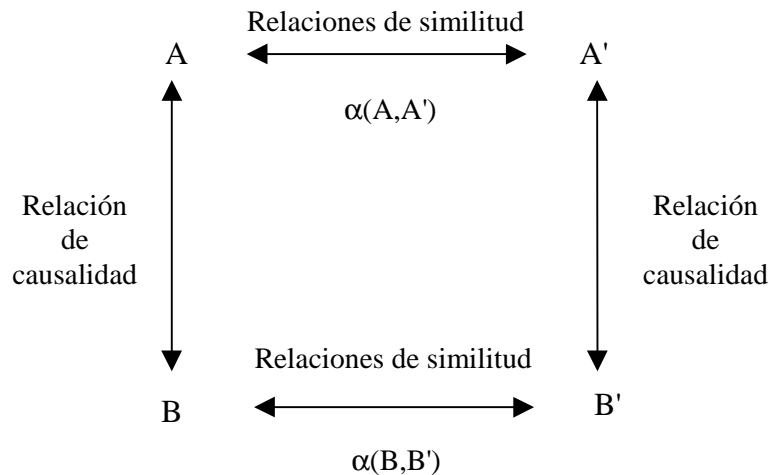 Relaciones de similitud
A A'
α(A,A')
Relación
de
causalidad
Relación
de
causalidad
Relaciones de similitud
B B'
α(B,B')